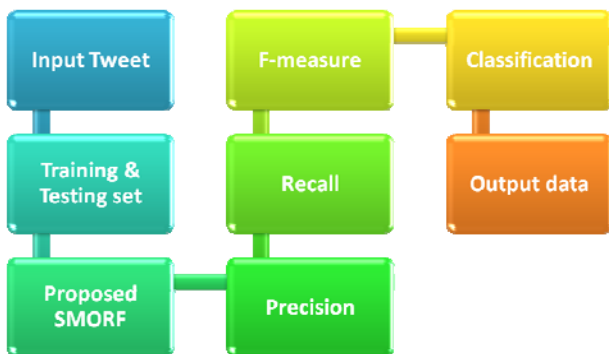 Input Tweet
Training &
Testing set
Proposed
SMORF
Precision
Recall
F-measure
Classification
Output data